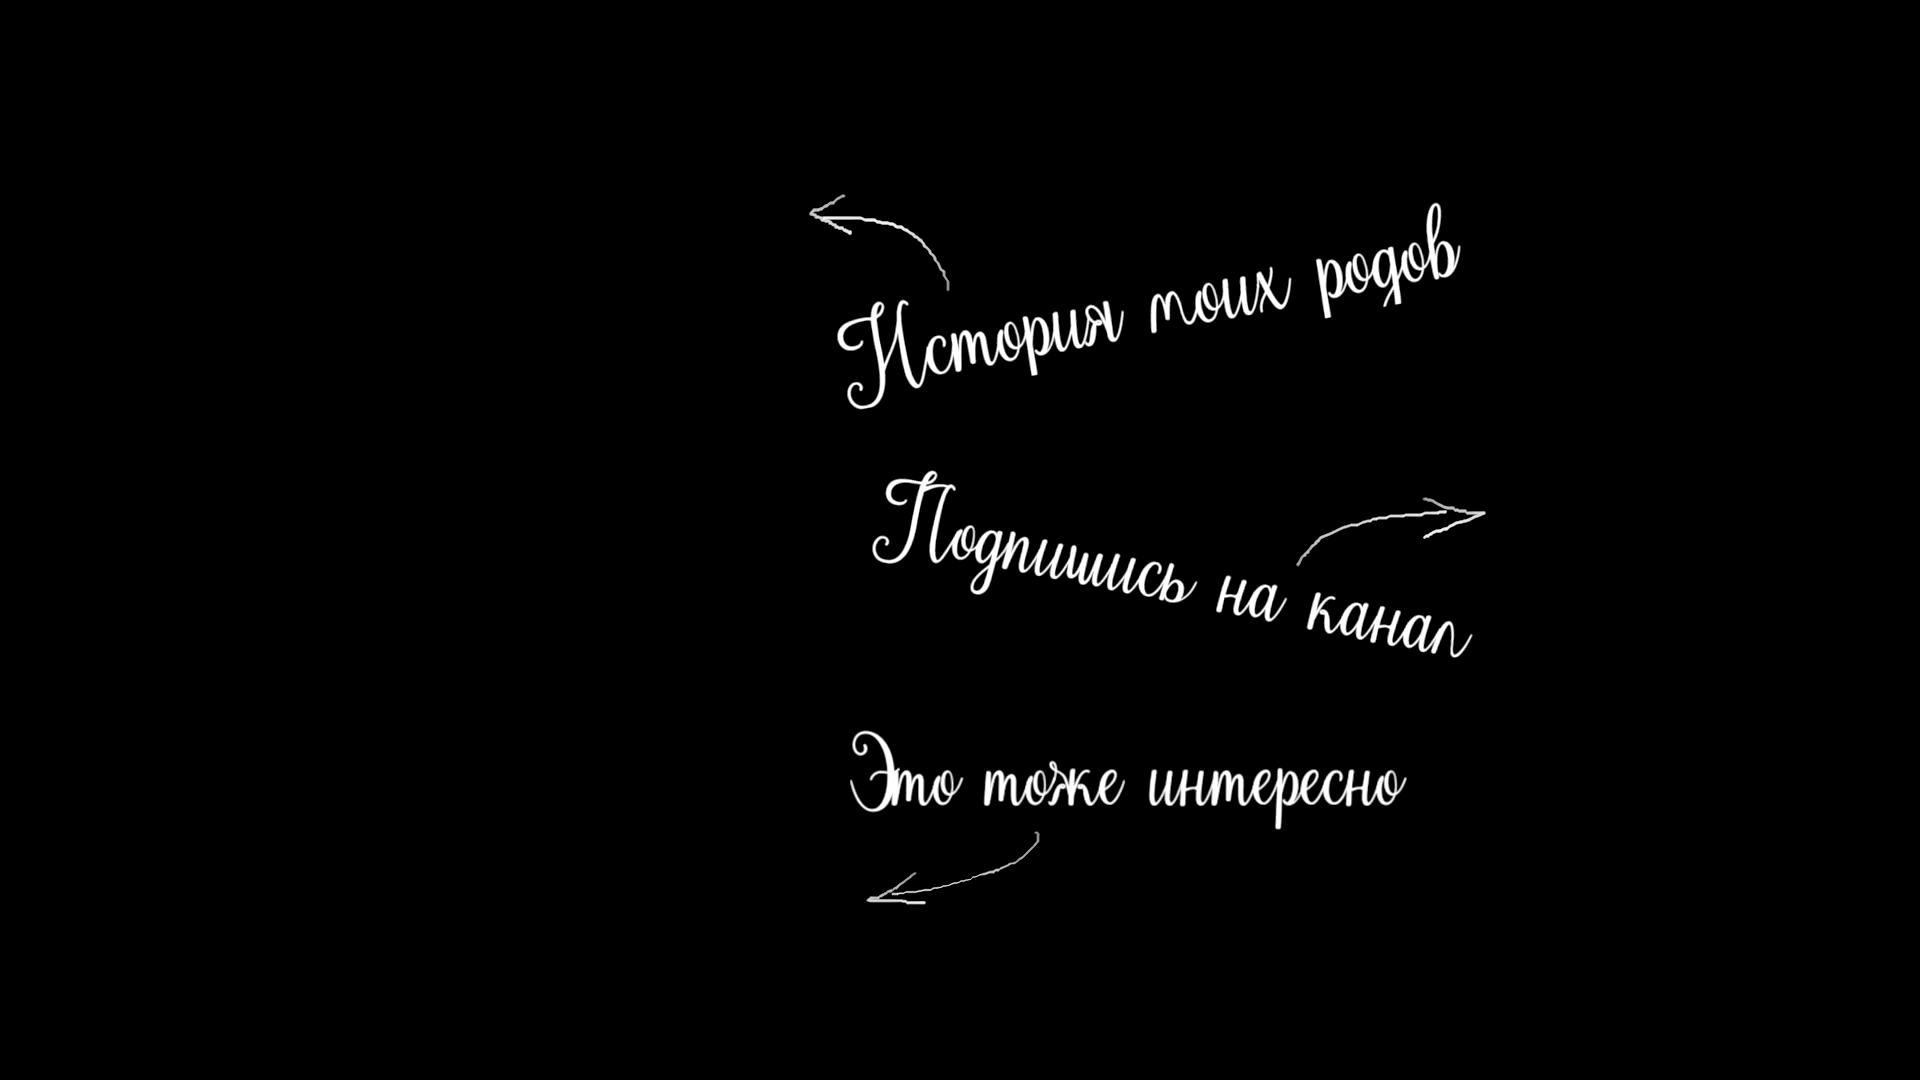 История моих родов
Подпишись на канал
Это тоже интересно